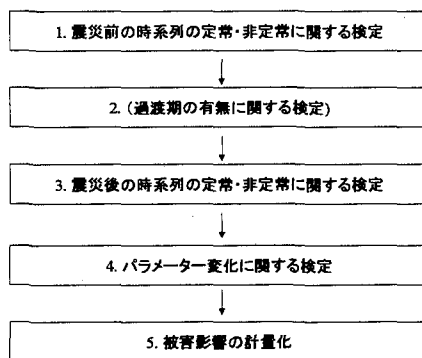 1. 震災前の時系列の定常・非定常に関する検定
2. (過渡期の有無に関する検定)
3. 震災後の時系列の定常・非定常に関する検定
4. パラメーター変化に関する検定
5. 被害影響の計量化